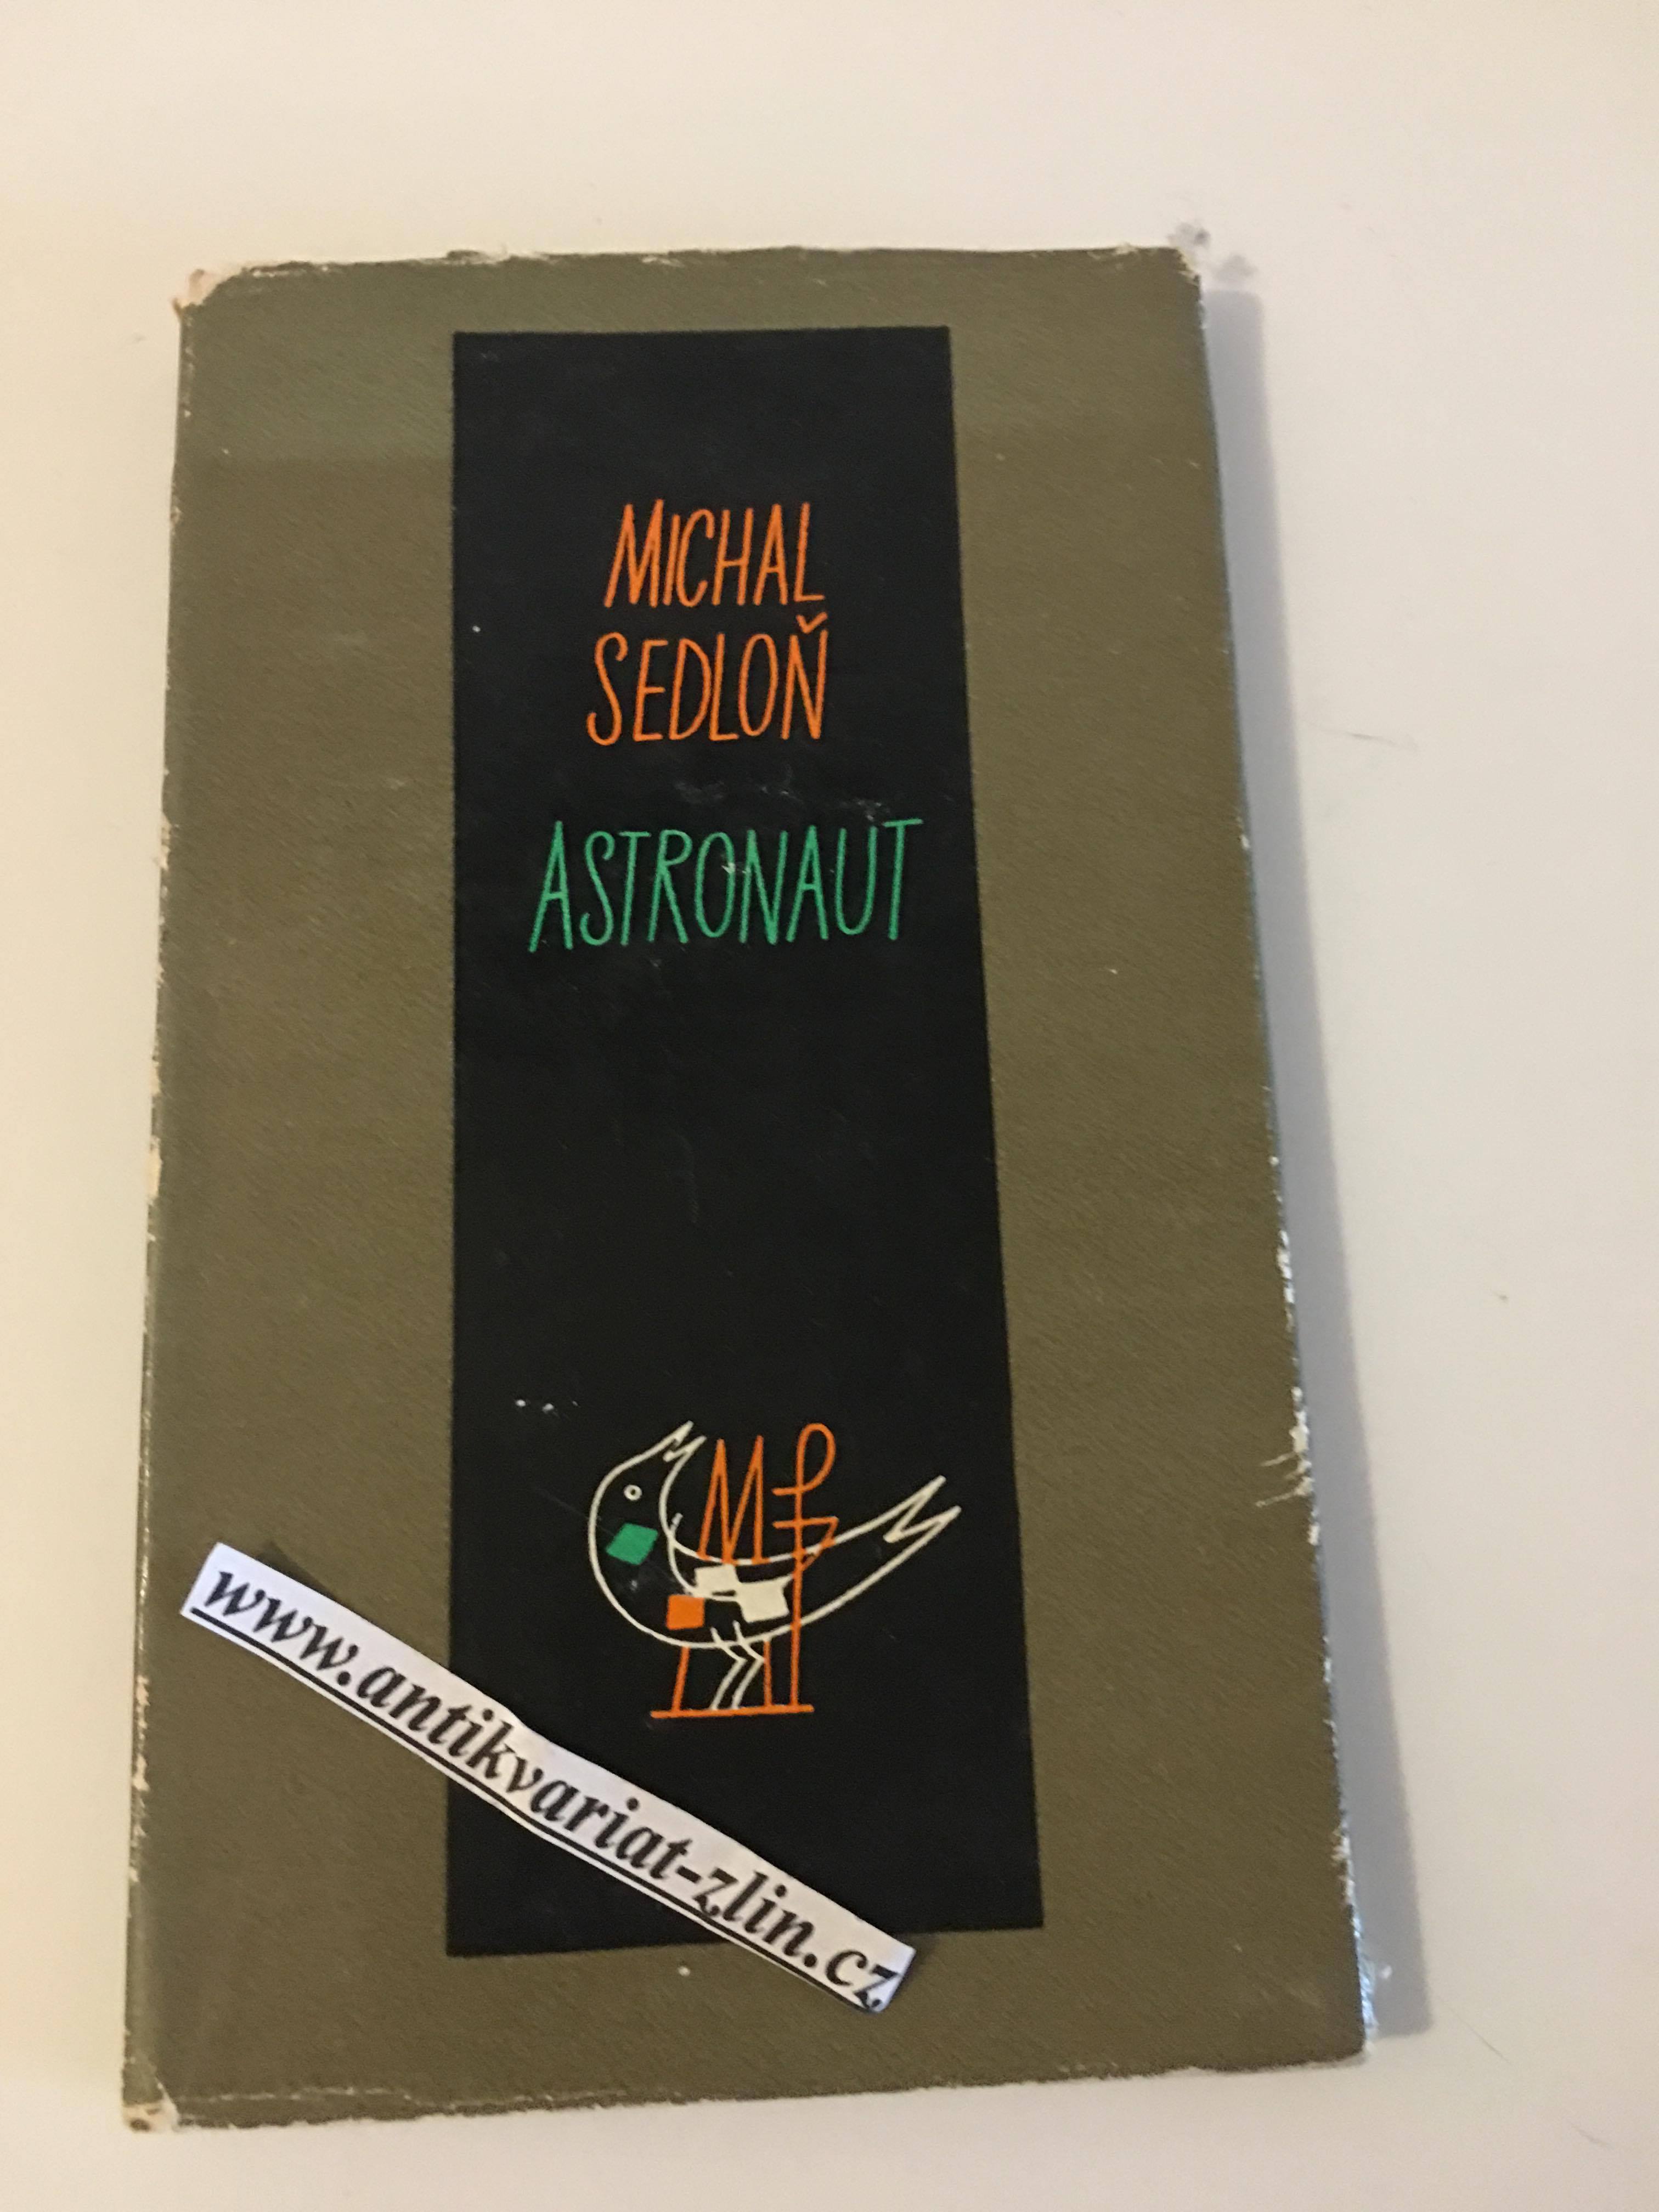 MICHAL
SEDLOŇ
ASTRONAUT
MF
www.antikvariat-zlin.cz